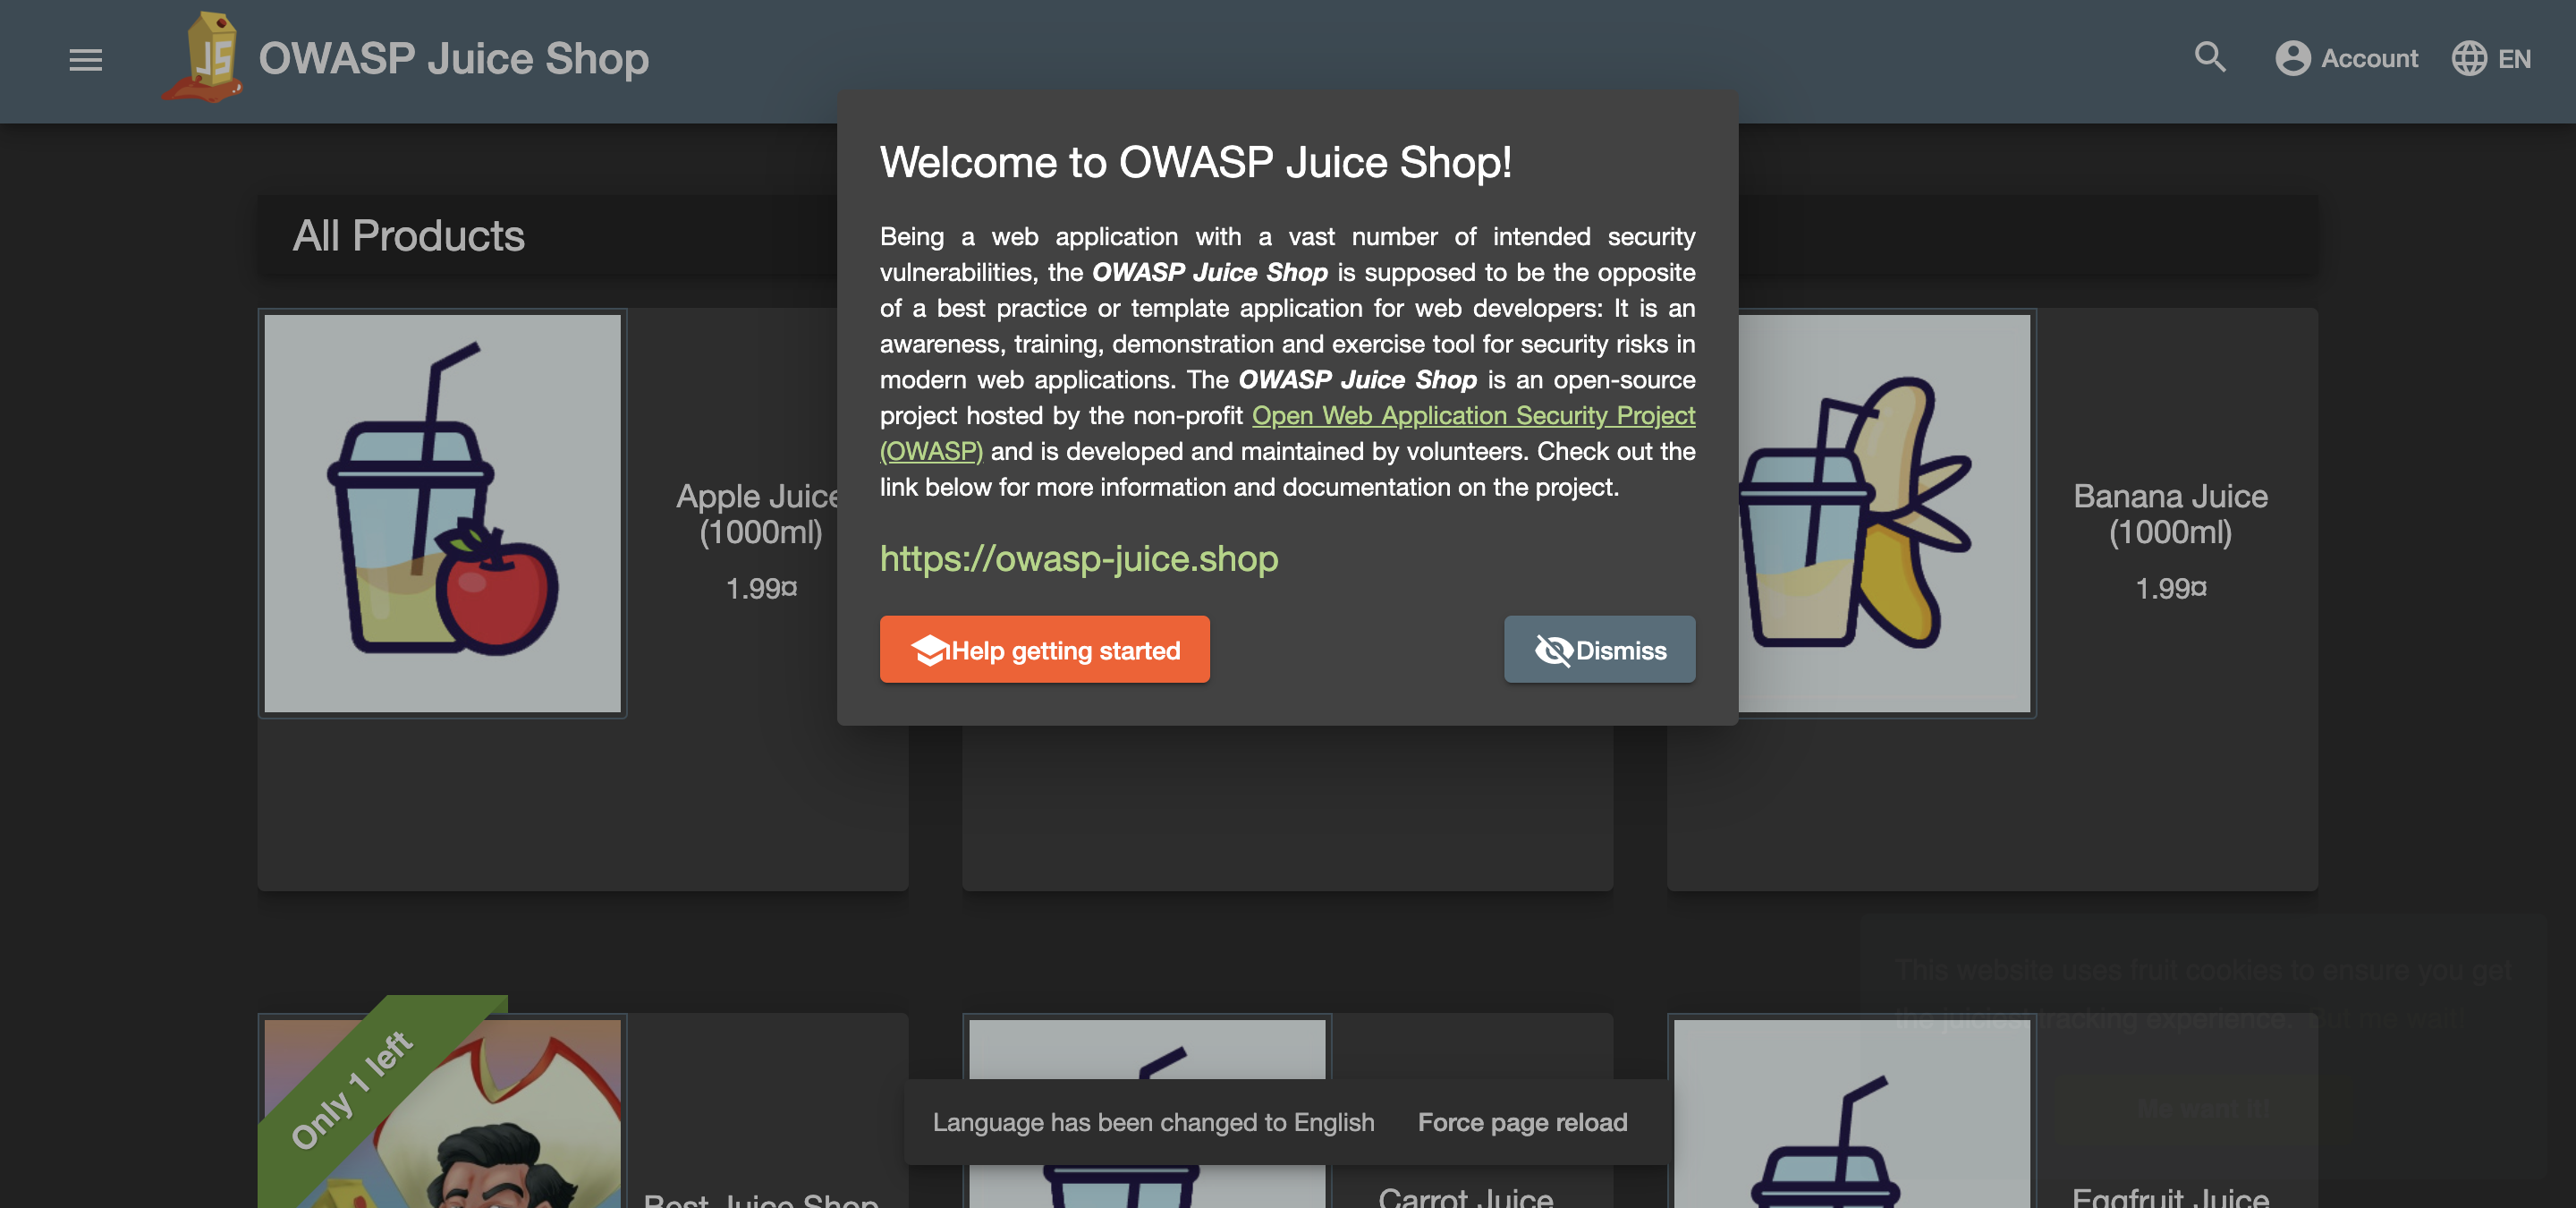 OWASP Juice Shop
Account
EN
All Products
Welcome to OWASP Juice Shop!
Being a web application with a vast number of intended security
vulnerabilities, the OWASP Juice Shop is supposed to be the opposite
of a best practice or template application for web developers: It is an
awareness, training, demonstration and exercise tool for security risks in
modern web applications. The OWASP Juice Shop is an open-source
project hosted by the non-profit Open Web Application Security Project
(OWASP) and is developed and maintained by volunteers. Check out the
link below for more information and documentation on the project.
https://owasp-juice.shop
Help getting started
Dismiss
Apple Juice
(1000ml)
1.99¤
Banana Juice
(1000ml)
1.99¤
This website uses fruit cookies to ensure you get
the juiciest tracking experience. But me wait!
Me want it!
Only 1 left
Language has been changed to English
Force page reload
Best Juice Shop
Carrot Juice
Eggfruit Juice
JS